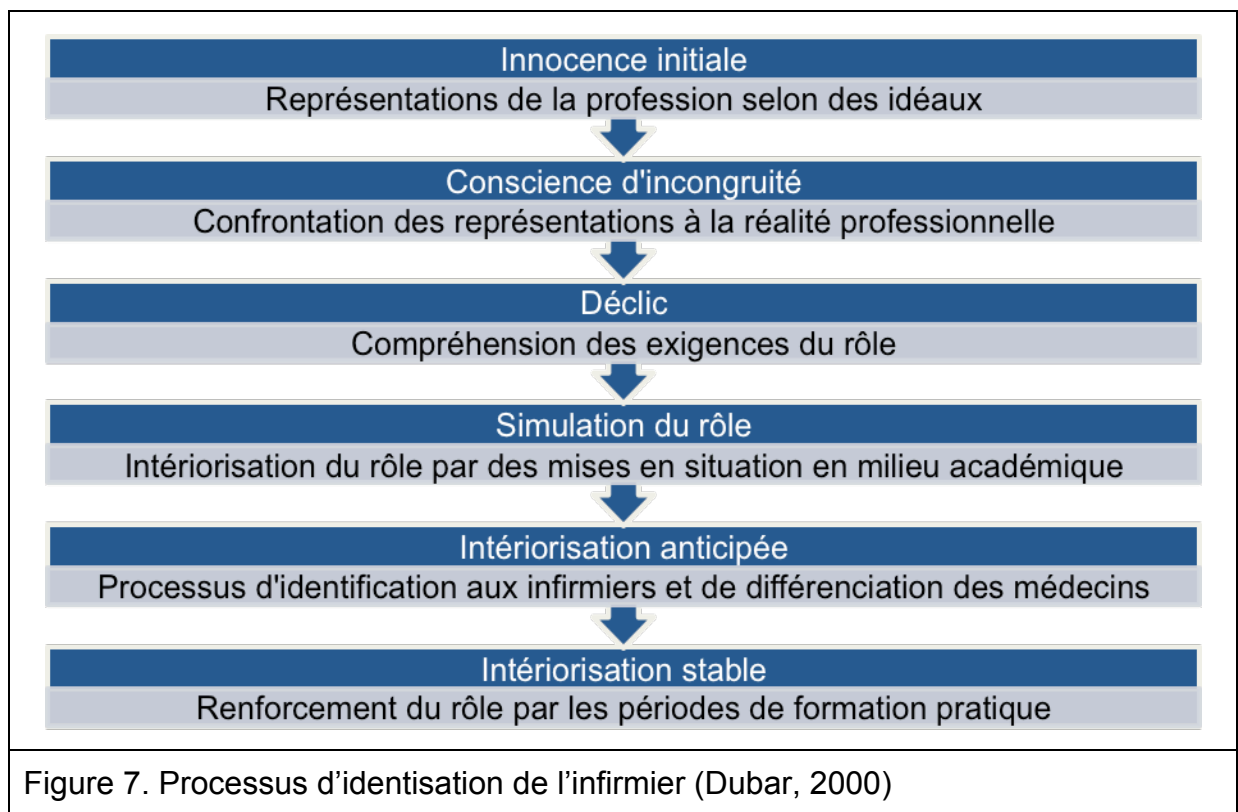 Innocence initiale
Représentations de la profession selon des idéaux
Conscience d'incongruité
Confrontation des représentations à la réalité professionnelle
Déclic
Compréhension des exigences du rôle
Simulation du rôle
Intériorisation du rôle par des mises en situation en milieu académique
Intériorisation anticipée
Processus d'identification aux infirmiers et de différenciation des médecins
Intériorisation stable
Renforcement du rôle par les périodes de formation pratique
Figure 7. Processus d’identisation de l’infirmier (Dubar, 2000)